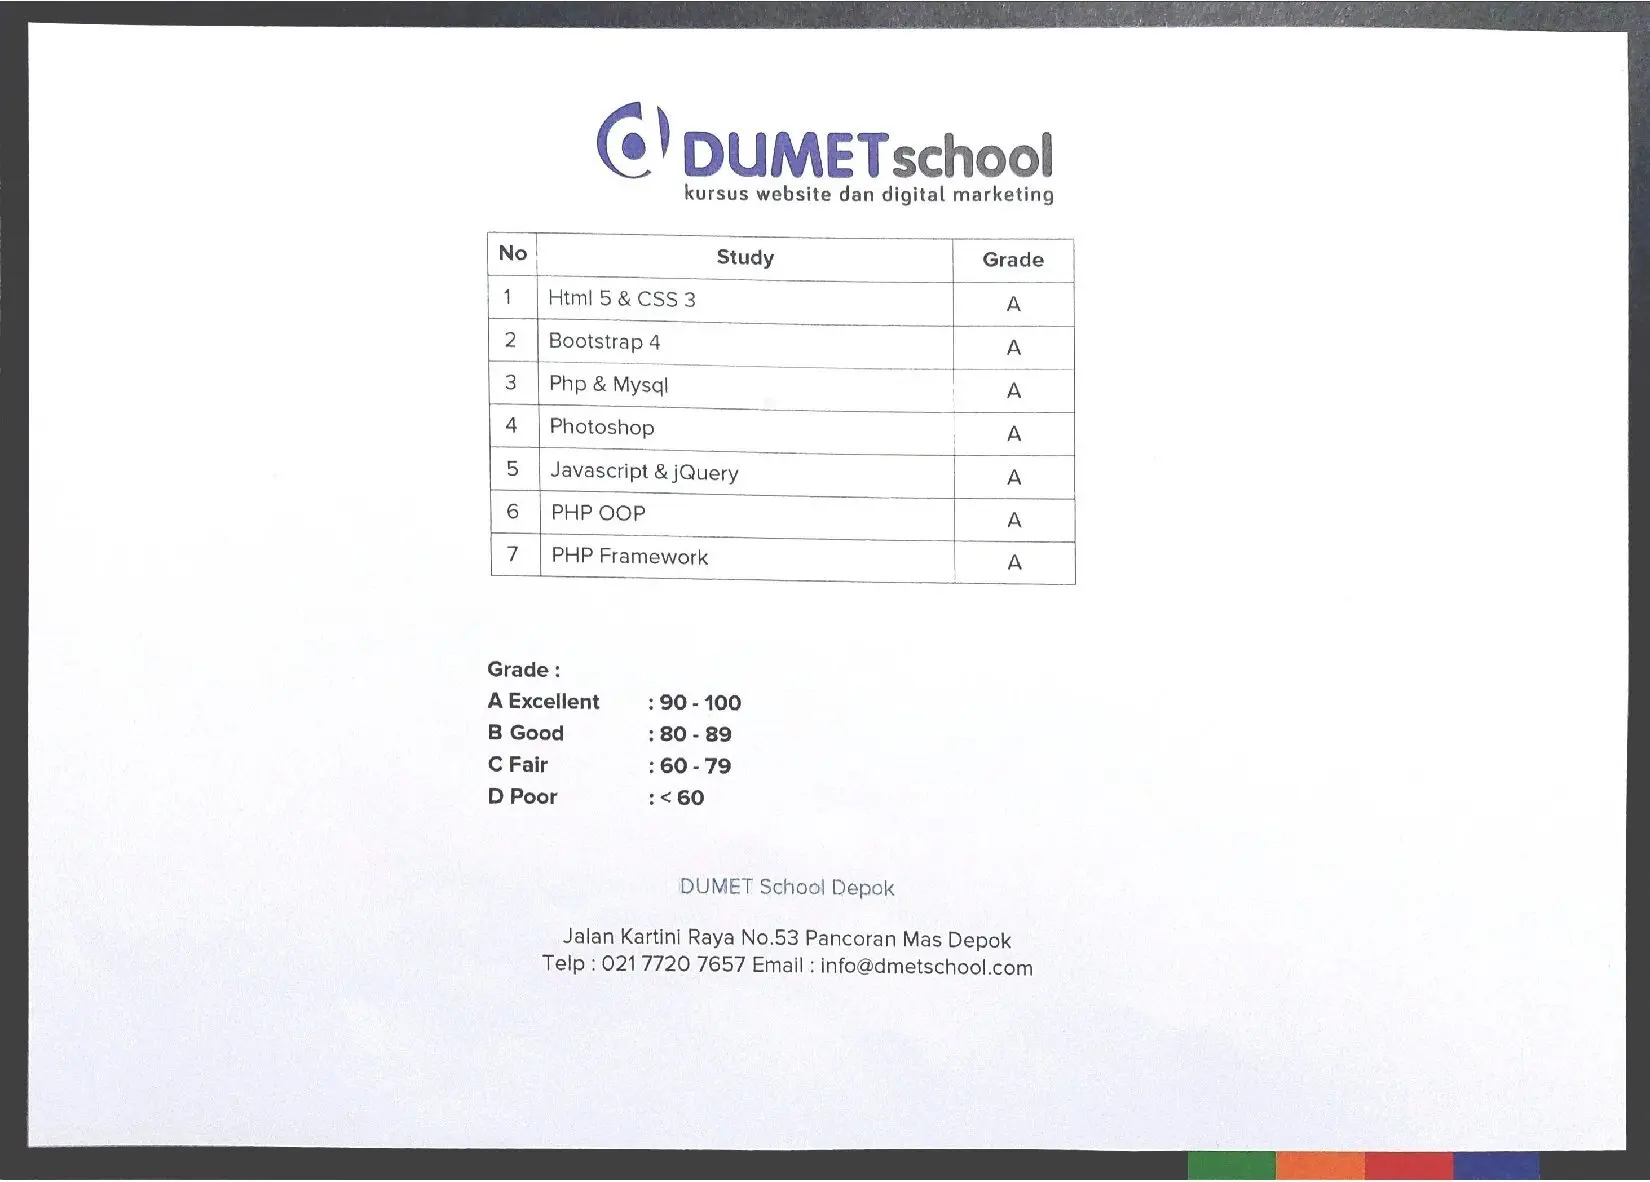 DUMETschool
kursus website dan digital marketing
No Study Grade
1 Html 5 & CSS 3 A
2 Bootstrap 4 A
3 Php & Mysql A
4 Photoshop A
5 Javascript & jQuery A
6 PHP OOP A
7 PHP Framework A
Grade :
A Excellent : 90 - 100
B Good : 80 - 89
C Fair : 60 - 79
D Poor : < 60
DUMET School Depok
Jalan Kartini Raya No.53 Pancoran Mas Depok
Telp : 021 7720 7657 Email : info@dmetschool.com